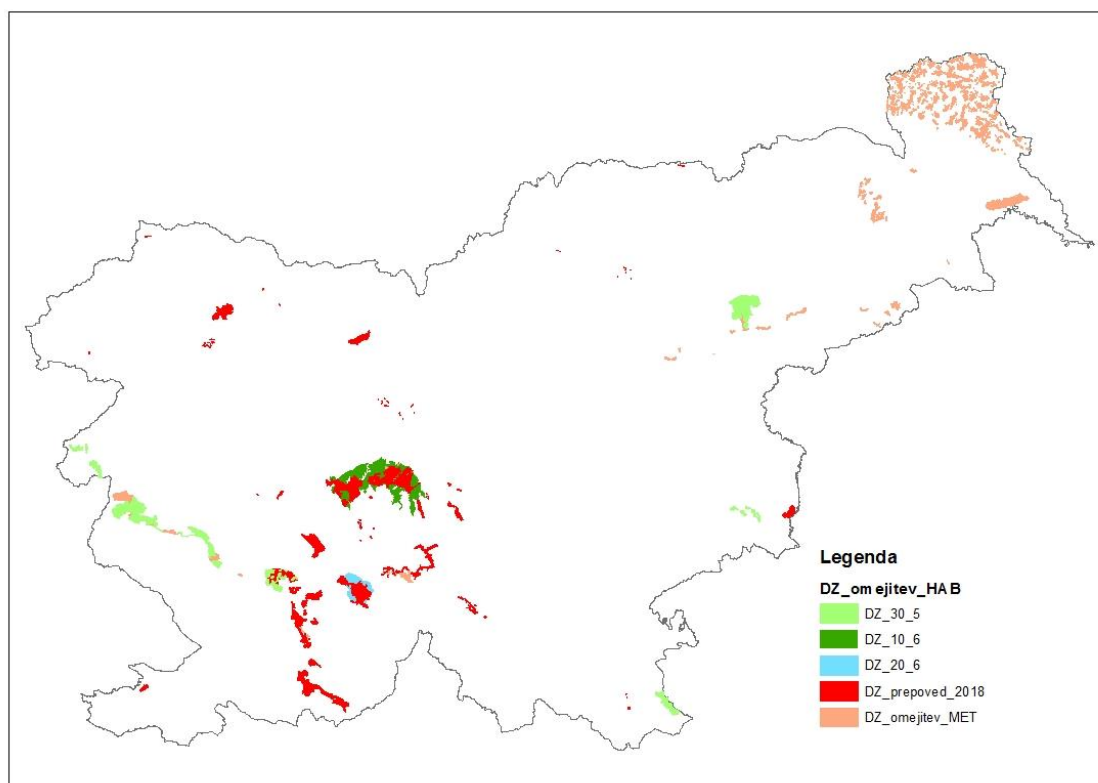 Legenda
DZ_omejitev_HAB
DZ_30_5
DZ_10_6
DZ_20_6
DZ_prepoved_2018
DZ_omejitev_MET